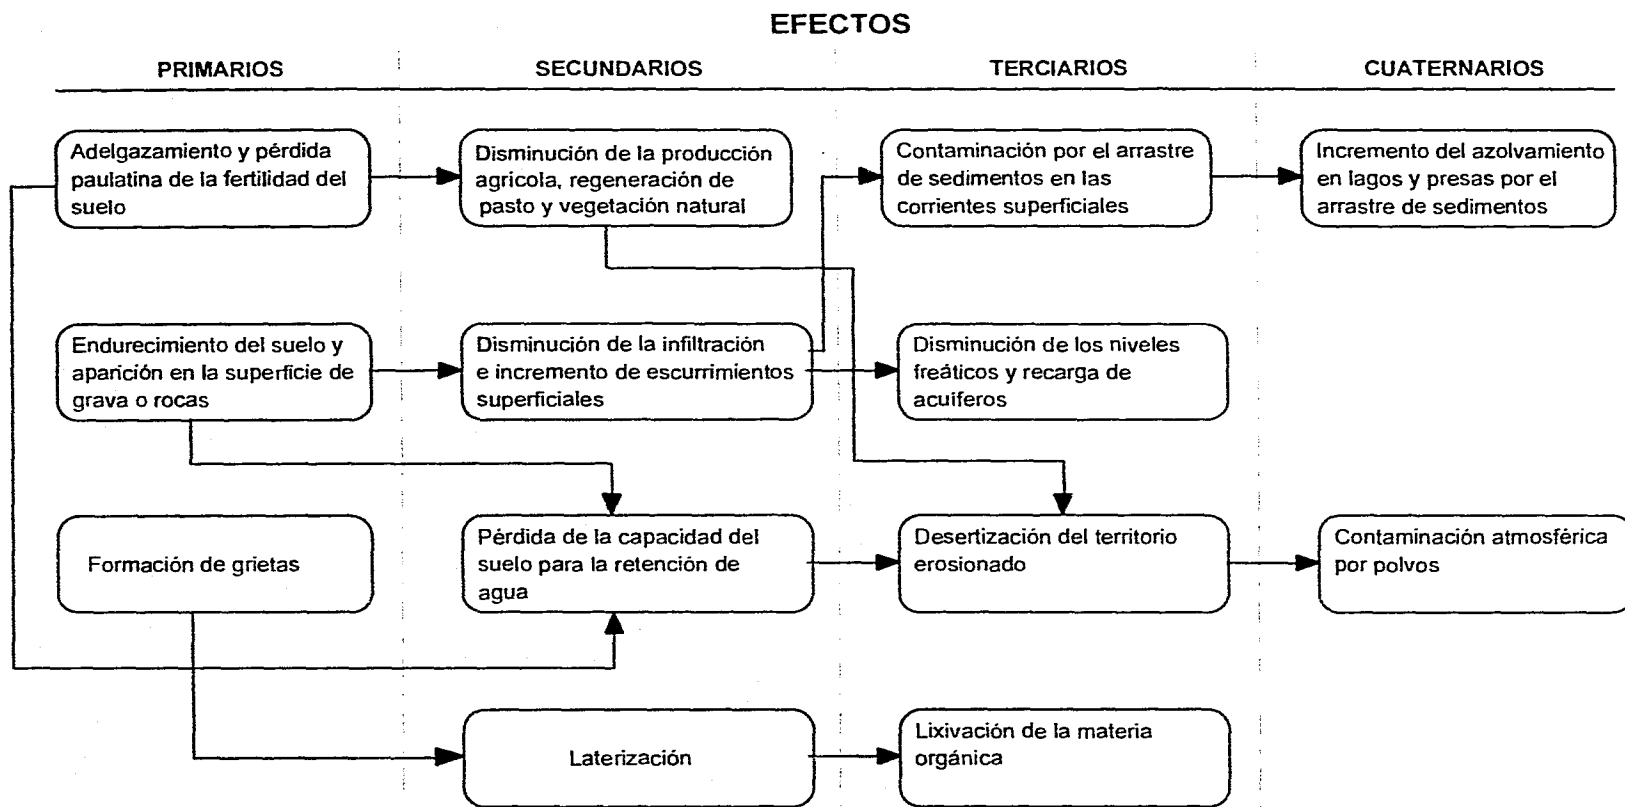 EFECTOS
PRIMARIOS
SECUNDARIOS
TERCIARIOS
CUATERNARIOS
Adelgazamiento y pérdida
paulatina de la fertilidad del
suelo
Disminución de la producción
agrícola, regeneración de
pasto y vegetación natural
Contaminación por el arrastre
de sedimentos en las
corrientes superficiales
Incremento del azolvamiento
en lagos y presas por el
arrastre de sedimentos
Endurecimiento del suelo y
aparición en la superficie de
grava o rocas
Disminución de la infiltración
e incremento de escurrimientos
superficiales
Disminución de los niveles
freáticos y recarga de
acuíferos
Formación de grietas
Pérdida de la capacidad del
suelo para la retención de
agua
Desertización del territorio
erosionado
Contaminación atmosférica
por polvos
Laterización
Lixivación de la materia
orgánica